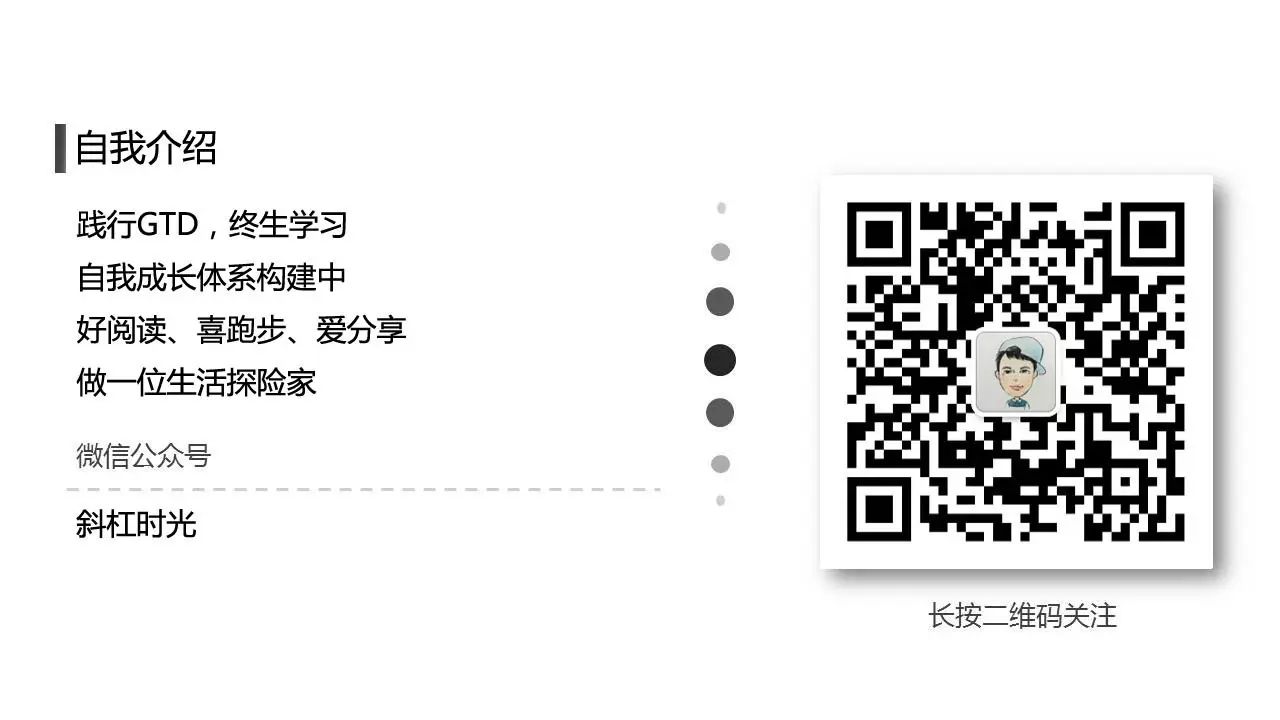 自我介绍
践行GTD，终生学习
自我成长体系构建中
好阅读、喜跑步、爱分享
做一位生活探险家
微信公众号
斜杠时光
长按二维码关注